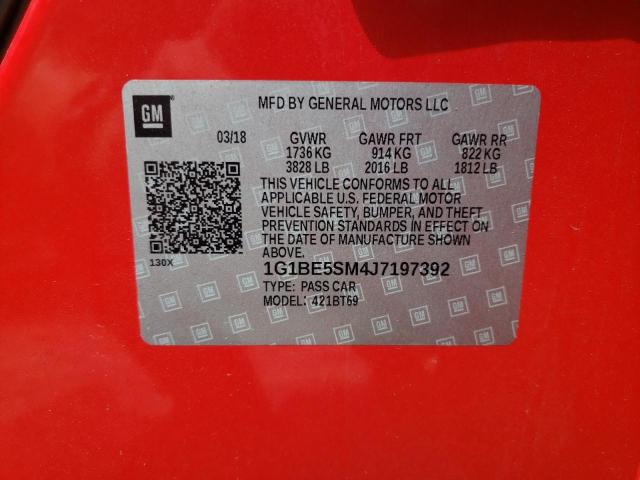 GM
MFD BY GENERAL MOTORS LLC
03/18 GVWR GAWR FRT GAWR RR
1736 KG 914 KG 822 KG
3828 LB 2016 LB 1812 LB
THIS VEHICLE CONFORMS TO ALL
APPLICABLE U.S. FEDERAL MOTOR
VEHICLE SAFETY, BUMPER, AND THEFT
PREVENTION STANDARDS IN EFFECT ON
THE DATE OF MANUFACTURE SHOWN
ABOVE.
130X
1G1BE5SM4J7197392
TYPE: PASS CAR
MODEL: 421BT69